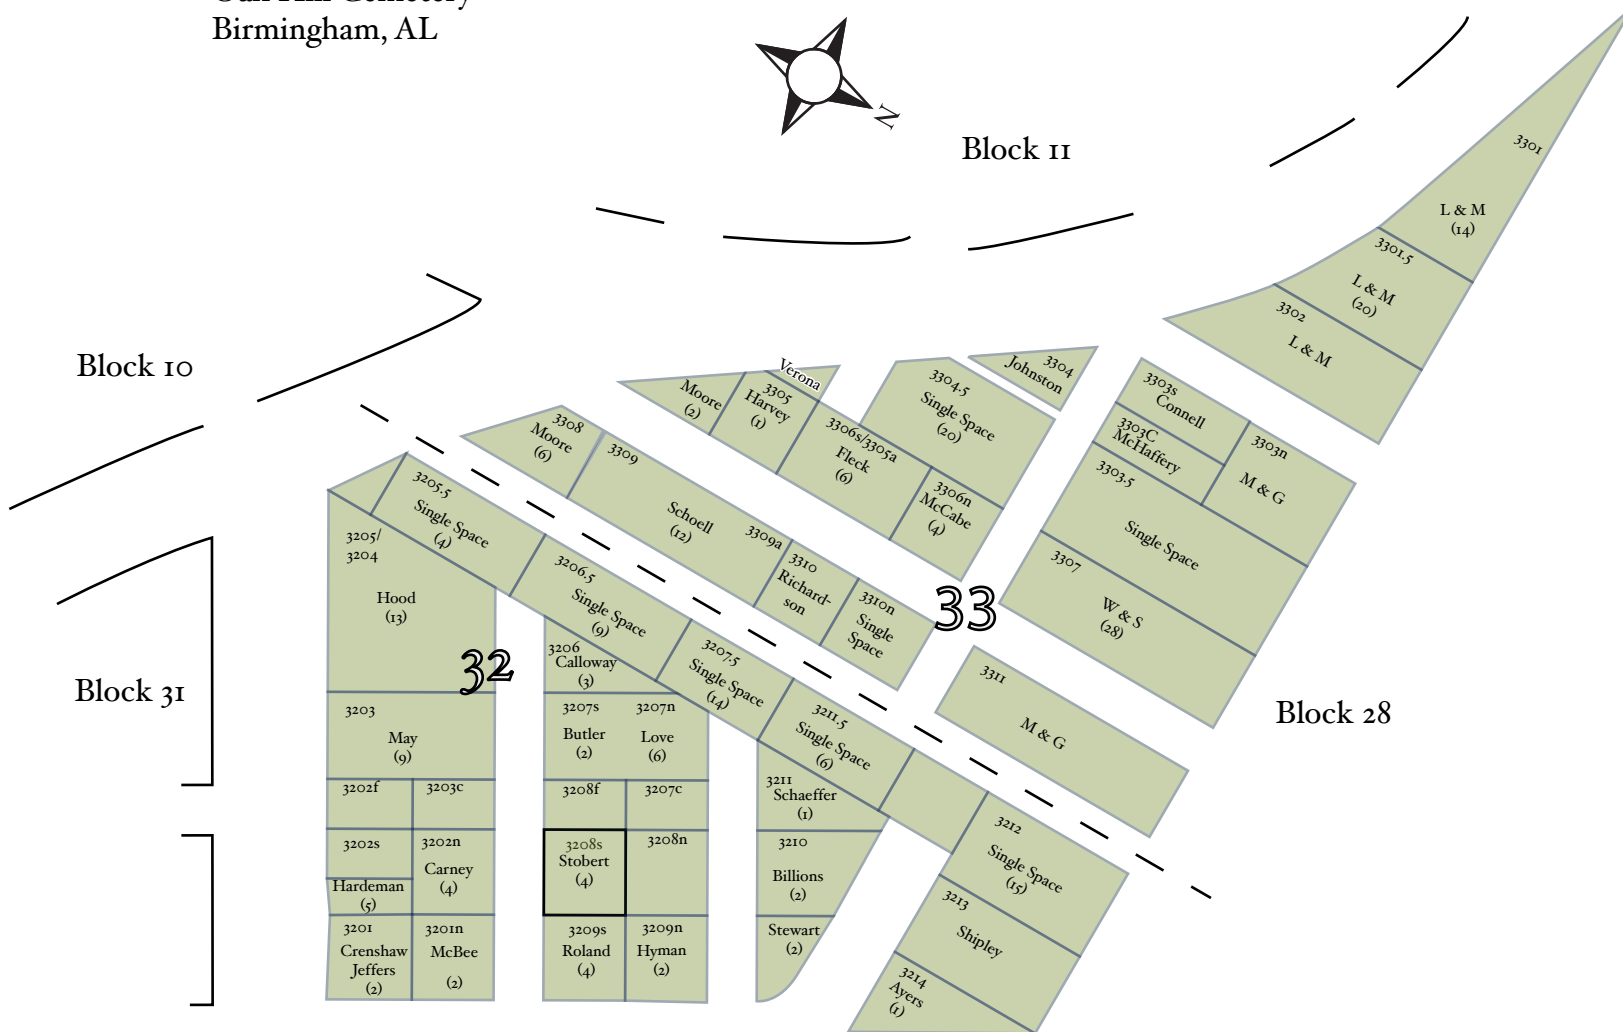 Birmingham, AL
N
Block 11
Block 10
Block 31
Block 28
32
33
3301
L & M
(14)
3301.5
L & M
(20)
3302
L & M
3304
Johnston
3304.5
Single Space
(20)
Verona
3305
Harvey
(1)
Moore
(2)
3306s/3305a
Fleck
(6)
3306n
McCabe
(4)
3303s
Connell
3303C
McHaffery
3303n
M & G
3303.5
Single Space
3307
W & S
(28)
3308
Moore
(6)
3309
Schoell
(12)
3309a
3310
Richard-
son
3310n
Single
Space
3311
M & G
3205.5
Single Space
(4)
3206.5
Single Space
(9)
3207.5
Single Space
(14)
3211.5
Single Space
(6)
3212
Single Space
(15)
3213
Shipley
3214
Ayers
(1)
3205/
3204
Hood
(13)
3203
May
(9)
3202f
3203c
3202s
Hardeman
(5)
3202n
Carney
(4)
3201
Crenshaw
Jeffers
(2)
3201n
McBee
(2)
3206
Calloway
(3)
3207s
Butler
(2)
3207n
Love
(6)
3208f
3207c
3208s
Stobert
(4)
3208n
3209s
Roland
(4)
3209n
Hyman
(2)
3211
Schaeffer
(1)
3210
Billions
(2)
Stewart
(2)